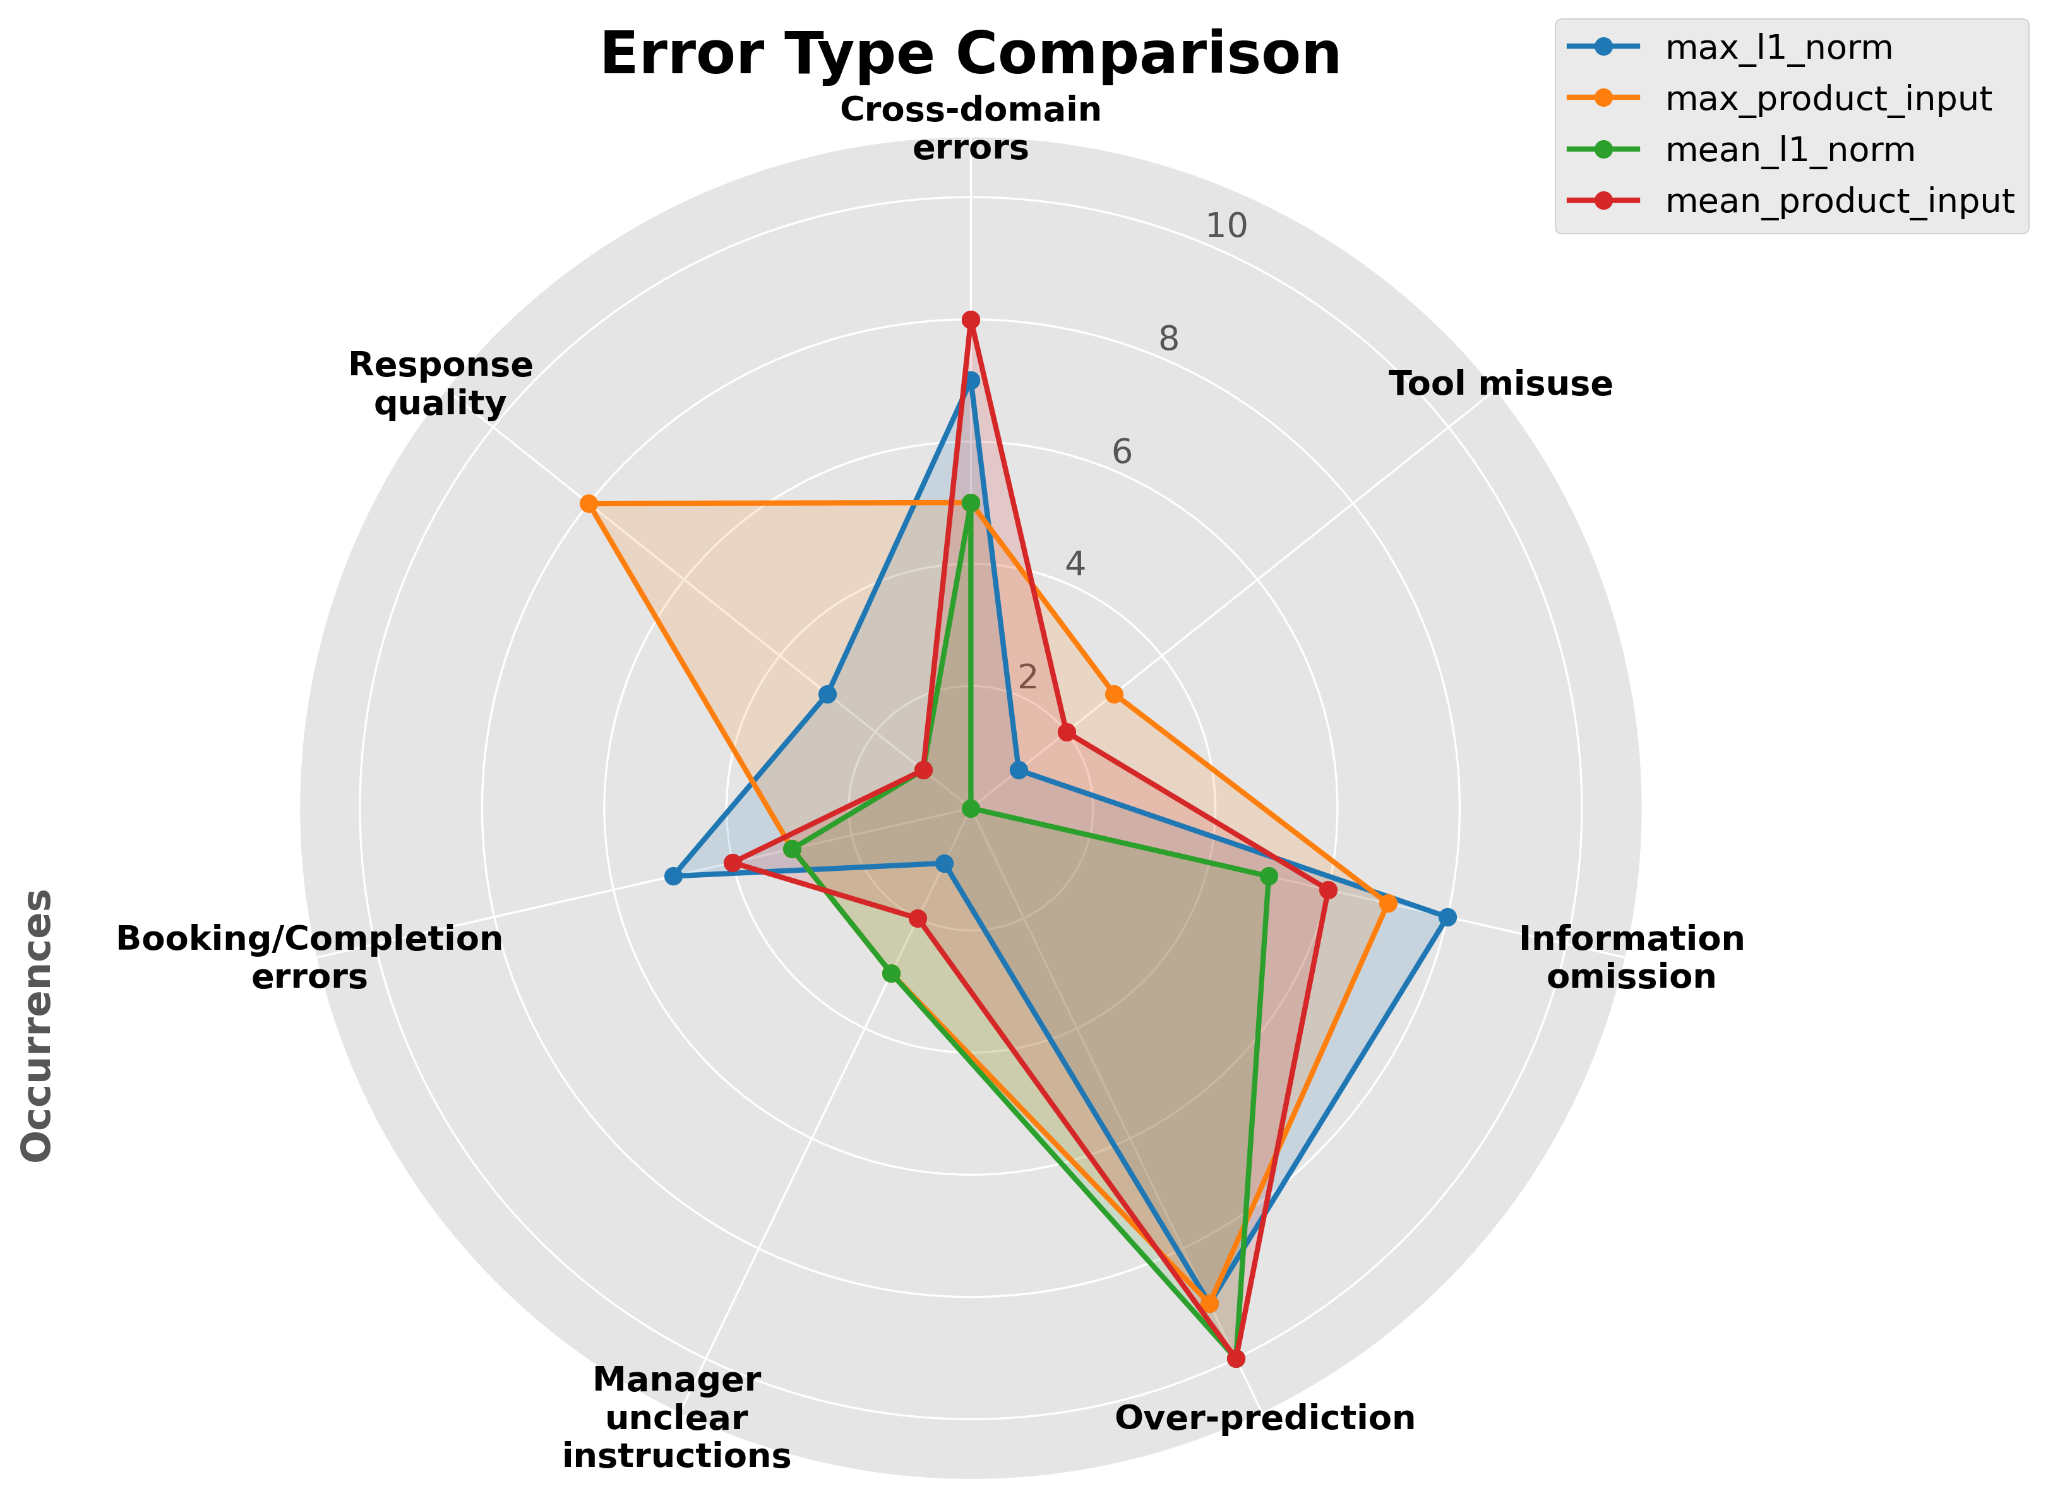 Error Type Comparison
max_l1_norm
max_product_input
mean_l1_norm
mean_product_input
Cross-domain
errors
10
8
6
4
2
Response
quality
Tool misuse
Booking/Completion
errors
Information
omission
Occurrences
Manager
unclear
instructions
Over-prediction